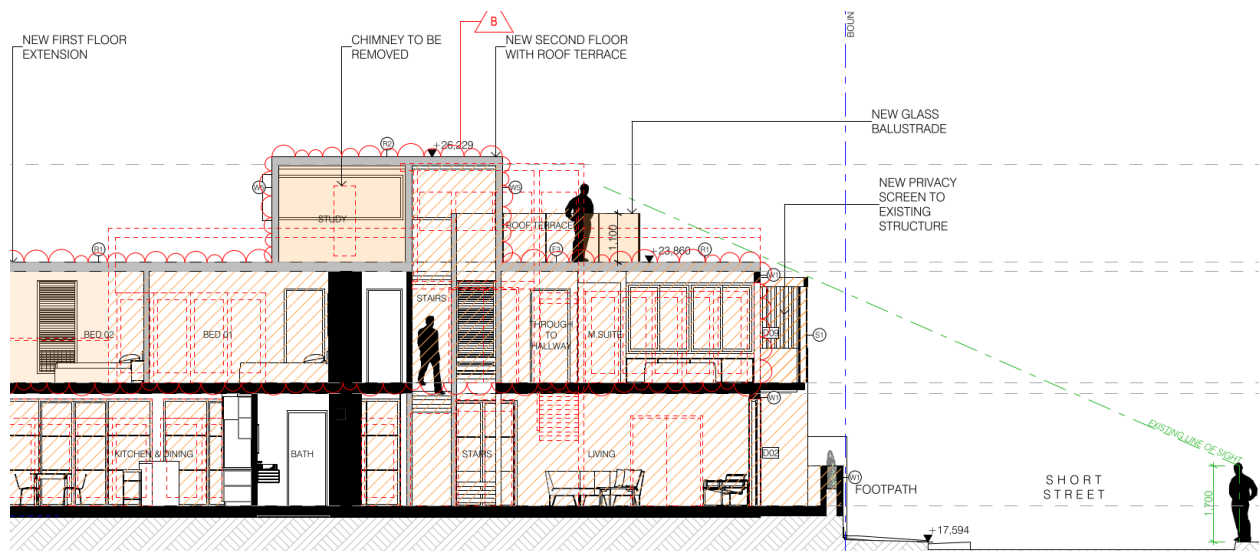 B
BOUN
NEW FIRST FLOOR
EXTENSION
CHIMNEY TO BE
REMOVED
NEW SECOND FLOOR
WITH ROOF TERRACE
NEW GLASS
BALUSTRADE
R2
+26,229
NEW PRIVACY
SCREEN TO
EXISTING
STRUCTURE
W5
W5
STUDY
ROOF TERRACE
1,100
R1
F3
+23,860
R1
W1
STAIRS
BED 02
BED 01
THROUGH
TO
HALLWAY
M.SUITE
D09
S1
W1
EXISTING LINE OF SIGHT
KITCHEN & DINING
BATH
STAIRS
LIVING
D02
W1
FOOTPATH
SHORT
STREET
1,700
+17,594